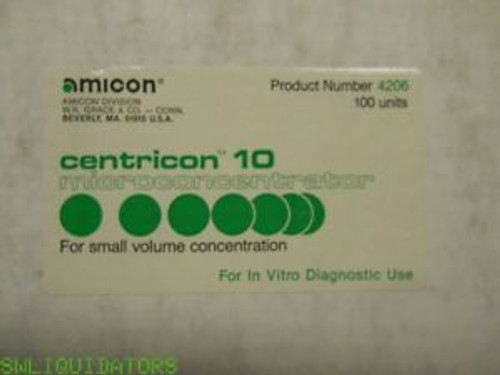 amicon®
AMICON DIVISION
W.R. GRACE & CO. — CONN.
BEVERLY, MA. 01915 U.S.A.
Product Number 4206
100 units
centricon™ 10
microconcentrator
For small volume concentration
For In Vitro Diagnostic Use
SWLIQUIDATORS